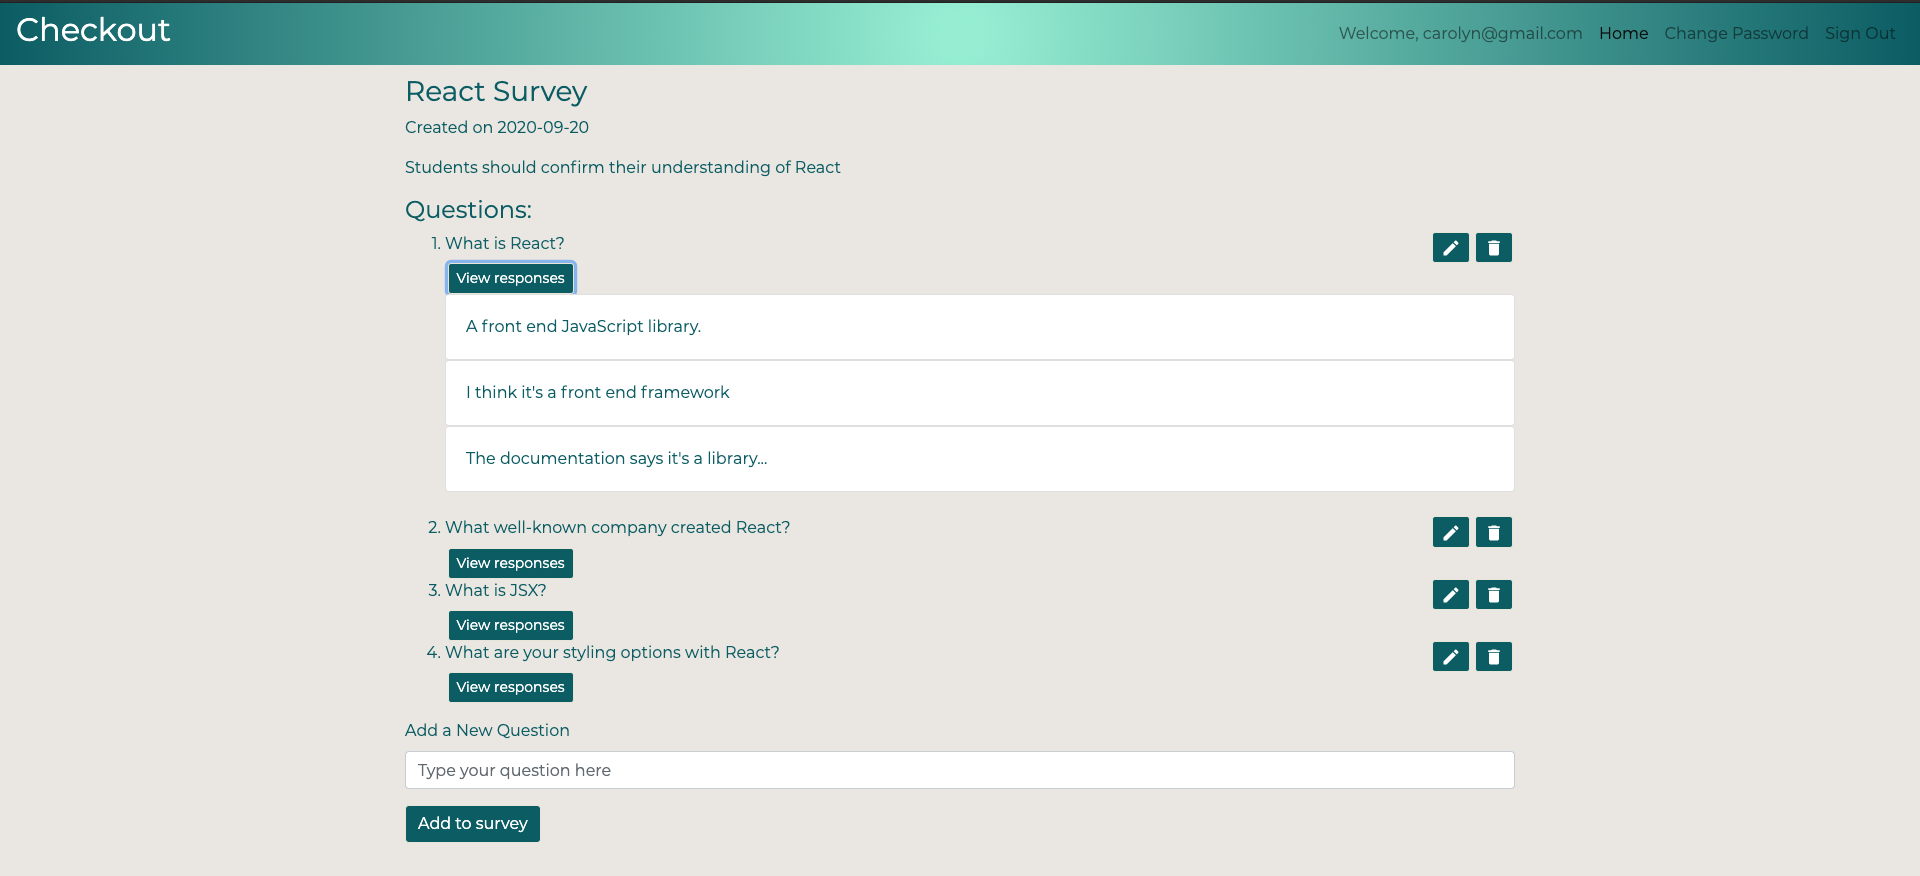 Checkout
Welcome, carolyn@gmail.com Home Change Password Sign Out
React Survey
Created on 2020-09-20
Students should confirm their understanding of React
Questions:
1. What is React?
View responses
A front end JavaScript library.
I think it's a front end framework
The documentation says it's a library...
2. What well-known company created React?
View responses
3. What is JSX?
View responses
4. What are your styling options with React?
View responses
Add a New Question
Type your question here
Add to survey